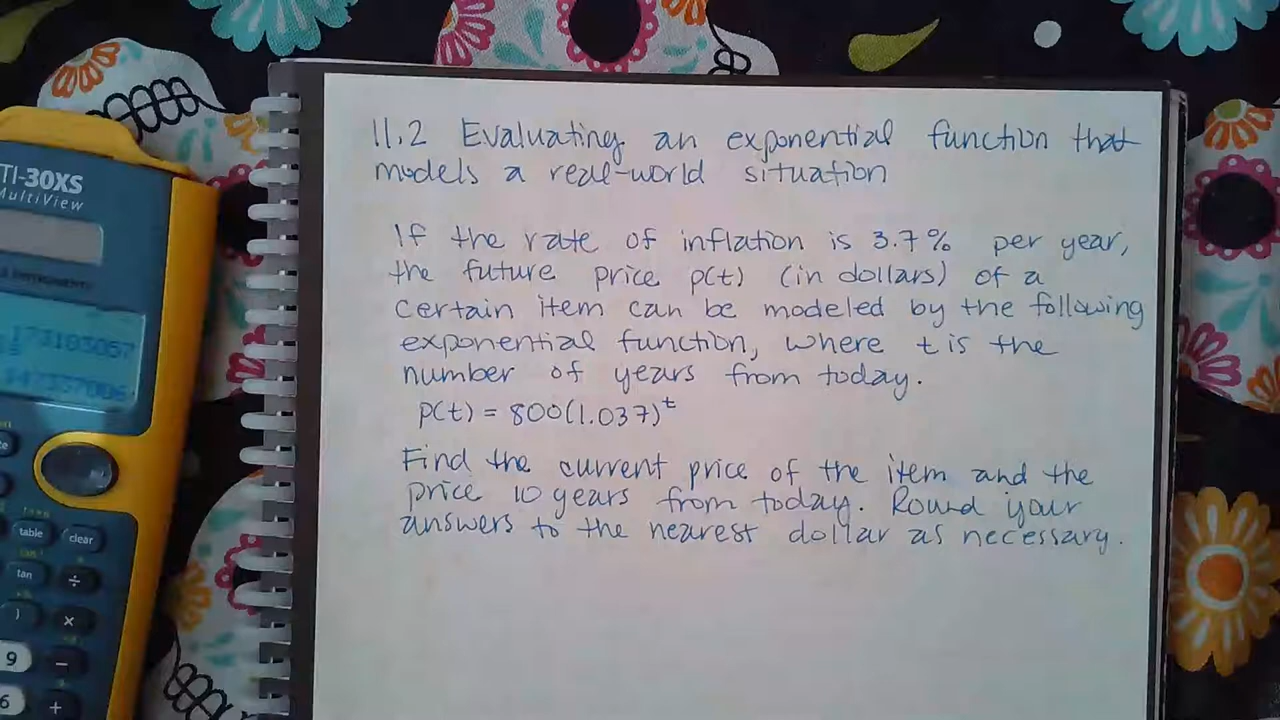 TI-30XS
MultiView
11.2 Evaluating an exponential function that
models a real-world situation
If the rate of inflation is 3.7% per year,
the future price p(t) (in dollars) of a
certain item can be modeled by the following
exponential function, where t is the
number of years from today.
p(t) = 800(1.037)^t
Find the current price of the item and the
price 10 years from today. Round your
answers to the nearest dollar as necessary.
table clear
tan ÷
) ×
9 −
6 +